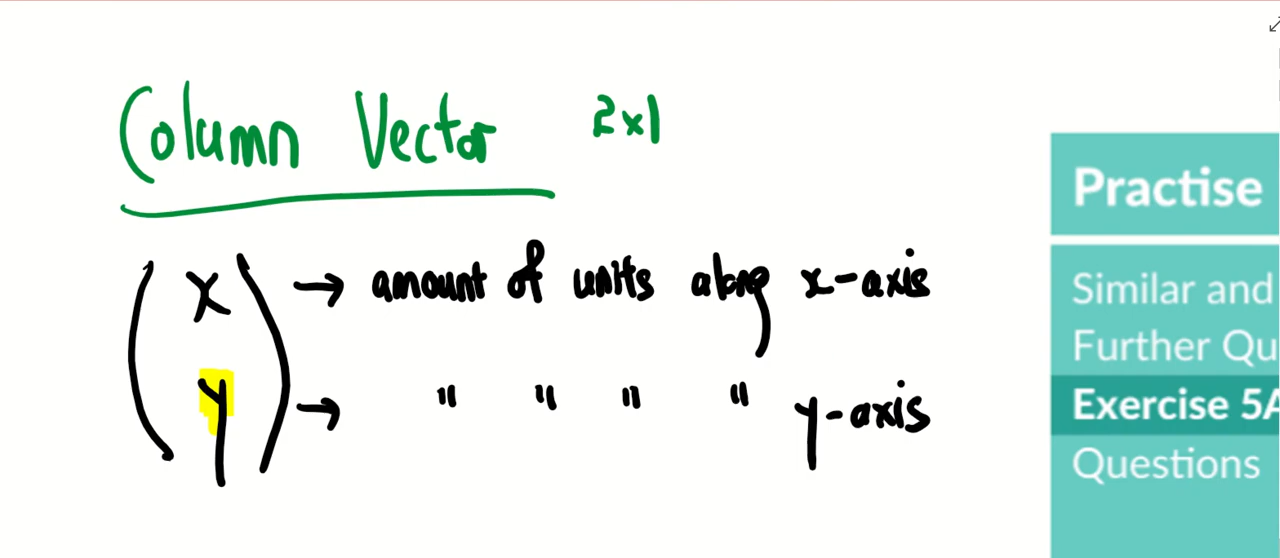 Column Vector 2x1
( x ) → amount of units along x-axis
( y ) → " " " " y-axis
Practise
Similar and
Further Qu
Exercise 5A
Questions